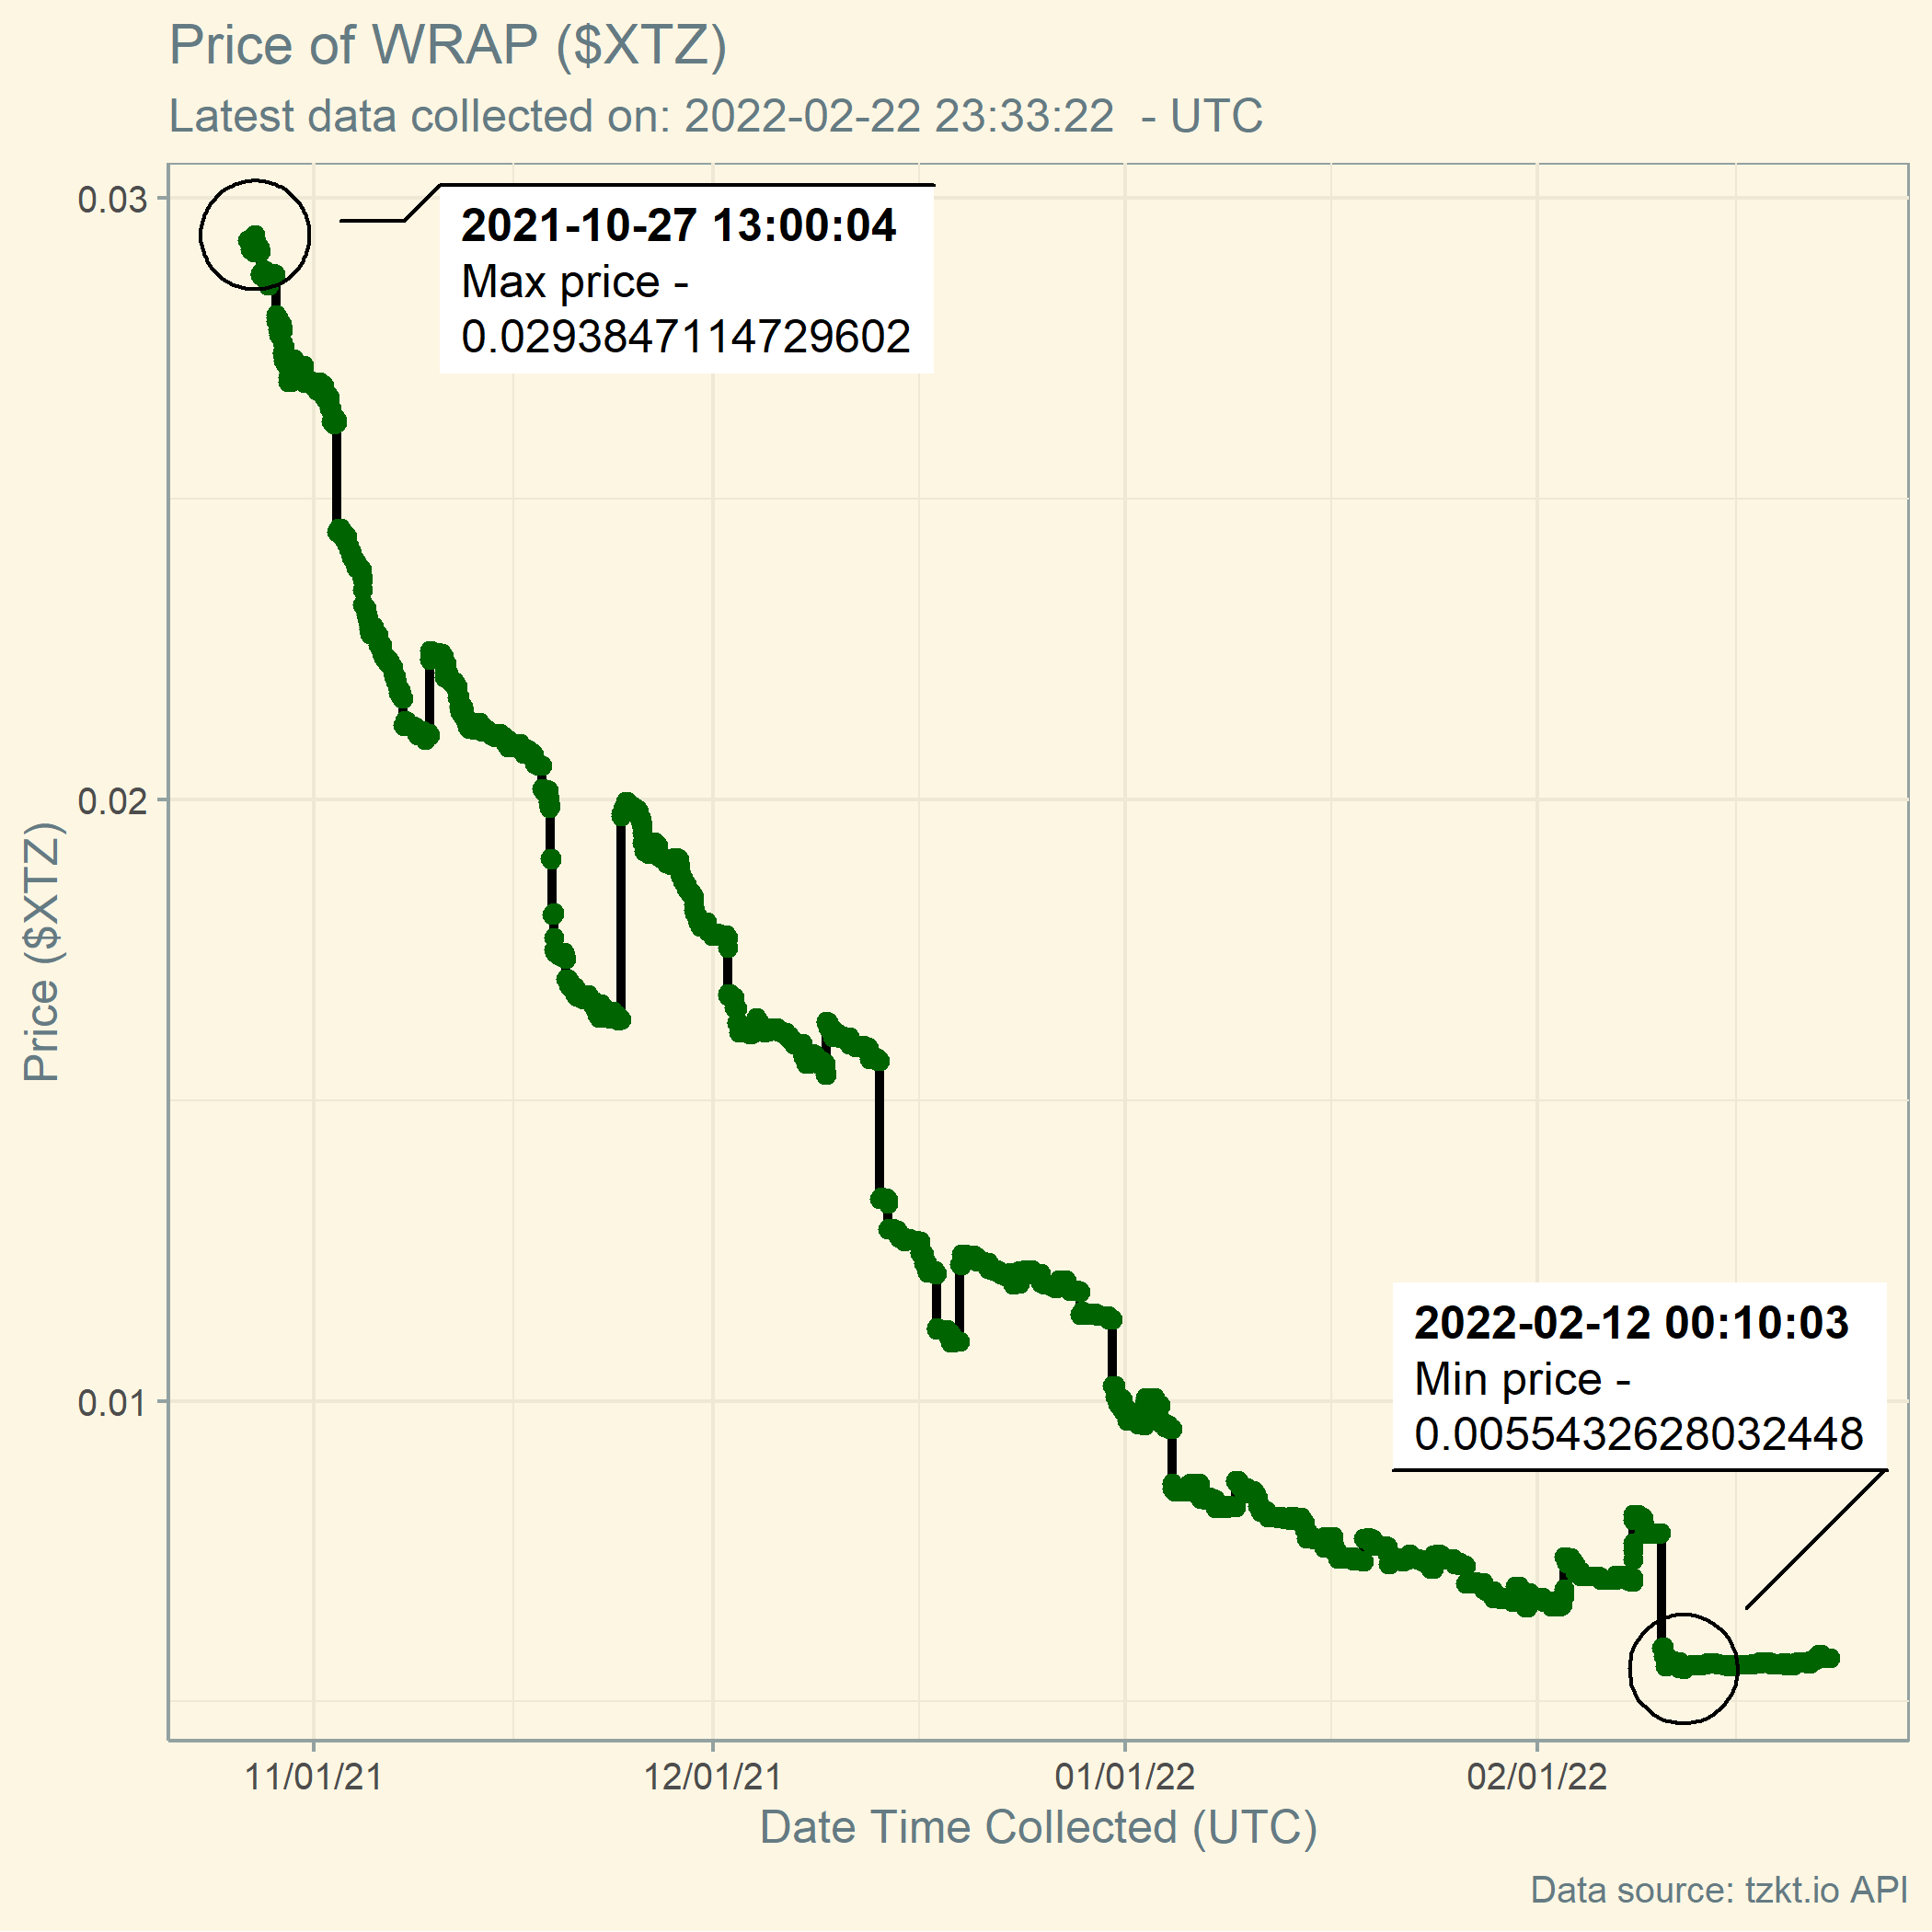 Price of WRAP ($XTZ)
Latest data collected on: 2022-02-22 23:33:22  - UTC
0.03
2021-10-27 13:00:04
Max price -
0.0293847114729602
0.02
Price ($XTZ)
0.01
2022-02-12 00:10:03
Min price -
0.0055432628032448
11/01/21
12/01/21
01/01/22
02/01/22
Date Time Collected (UTC)
Data source: tzkt.io API